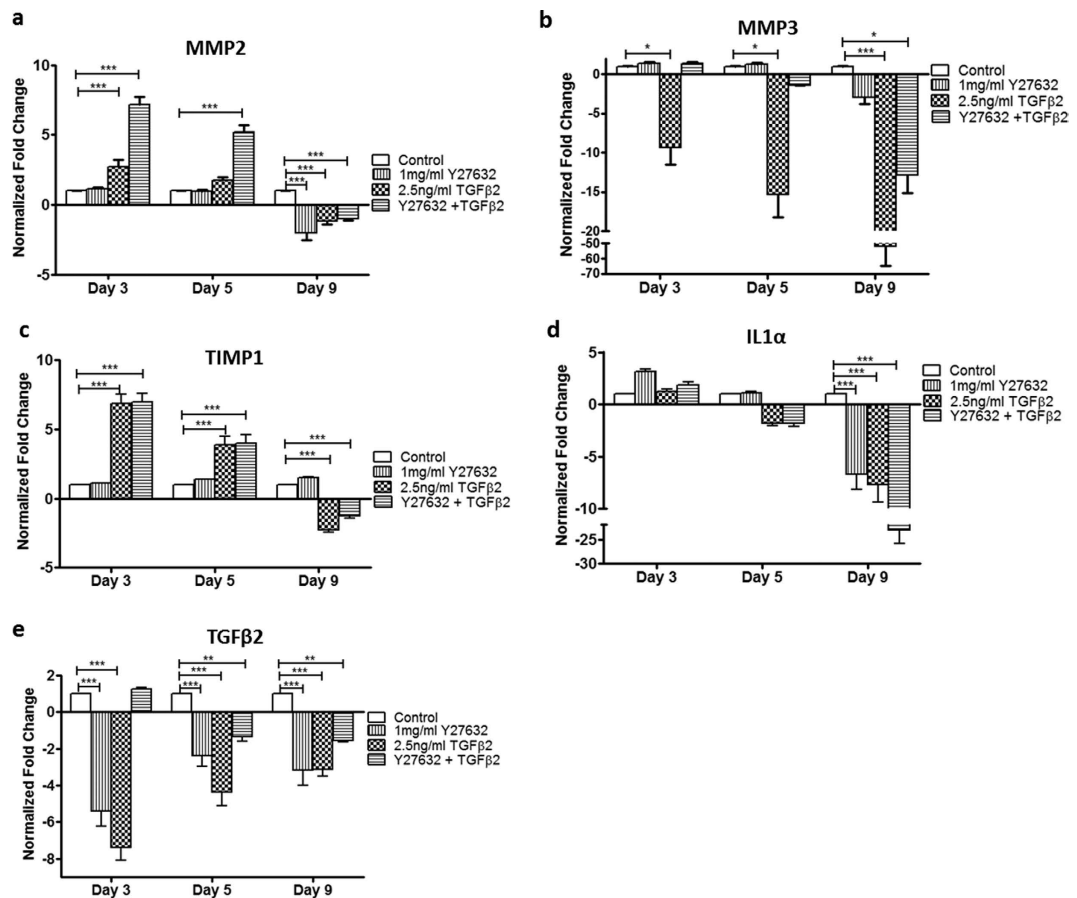 a
MMP2
Normalized Fold Change
10
5
0
-5
***
***
***
***
***
***
Day 3 Day 5 Day 9
Control
1mg/ml Y27632
2.5ng/ml TGFβ2
Y27632 +TGFβ2
b
MMP3
Normalized Fold Change
0
-5
-10
-15
-20
-50
-60
-70
*
*
*
***
Day 3 Day 5 Day 9
Control
1mg/ml Y27632
2.5ng/ml TGFβ2
Y27632 +TGFβ2
c
TIMP1
Normalized Fold Change
10
5
0
-5
***
***
***
***
***
***
Day 3 Day 5 Day 9
Control
1mg/ml Y27632
2.5ng/ml TGFβ2
Y27632 + TGFβ2
d
IL1α
Normalized Fold Change
5
0
-5
-10
-25
-30
***
***
***
Day 3 Day 5 Day 9
Control
1mg/ml Y27632
2.5ng/ml TGFβ2
Y27632 + TGFβ2
e
TGFβ2
Normalized Fold Change
2
0
-2
-4
-6
-8
***
***
**
***
***
**
***
***
Day 3 Day 5 Day 9
Control
1mg/ml Y27632
2.5ng/ml TGFβ2
Y27632 + TGFβ2